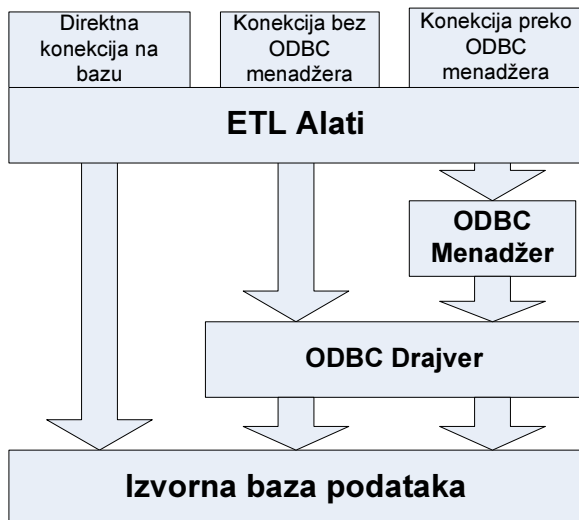 Direktna
konekcija na
bazu
Konekcija bez
ODBC
menadžera
Konekcija preko
ODBC
menadžera
ETL Alati
ODBC
Menadžer
ODBC Drajver
Izvorna baza podataka